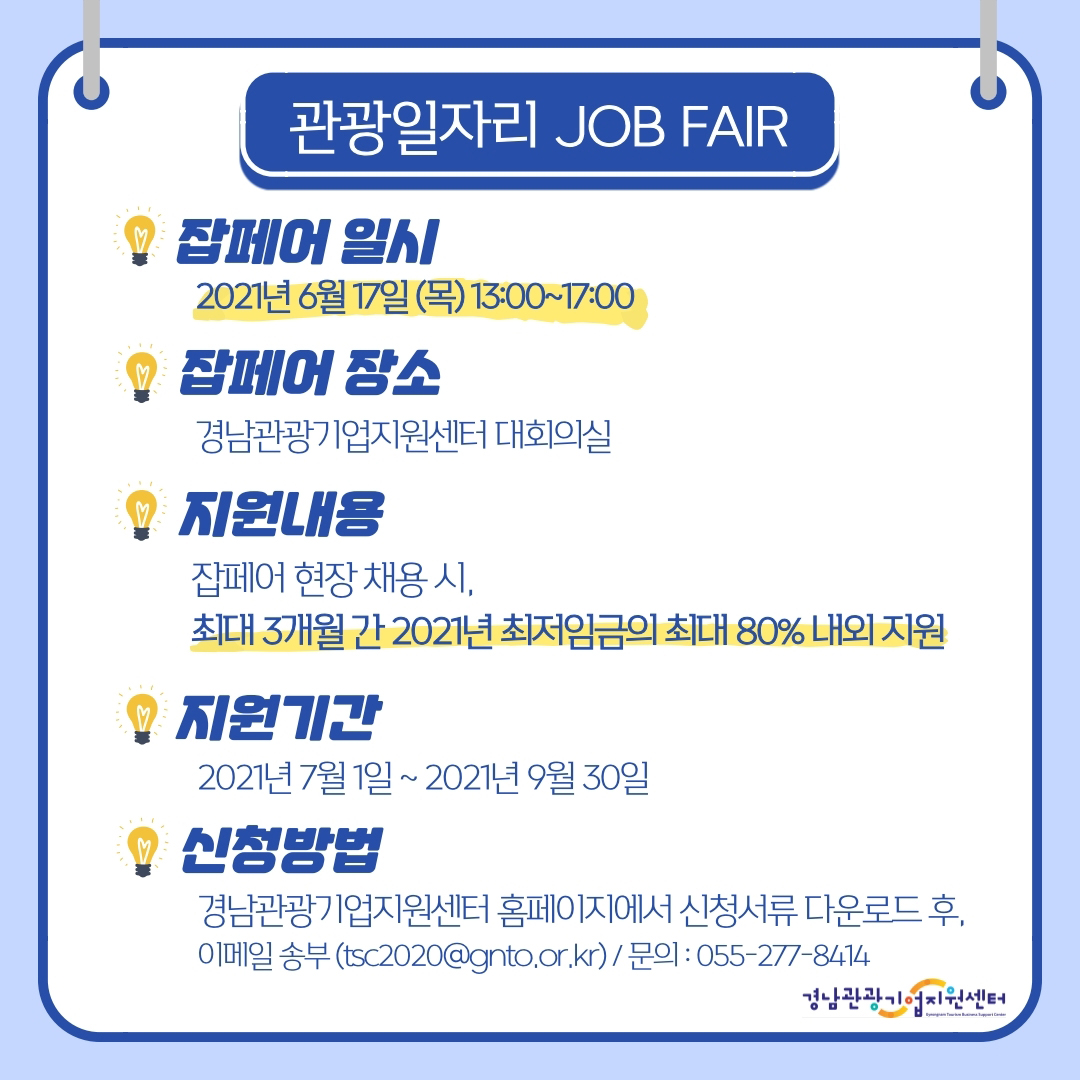 관광일자리 JOB FAIR
잡페어 일시
2021년 6월 17일 (목) 13:00~17:00
잡페어 장소
경남관광기업지원센터 대회의실
지원내용
잡페어 현장 채용 시,
최대 3개월 간 2021년 최저임금의 최대 80% 내외 지원
지원기간
2021년 7월 1일 ~ 2021년 9월 30일
신청방법
경남관광기업지원센터 홈페이지에서 신청서류 다운로드 후,
이메일 송부 (tsc2020@gnto.or.kr) / 문의 : 055-277-8414
경남관광기업지원센터
Gyeongnam Tourism Business Support Center